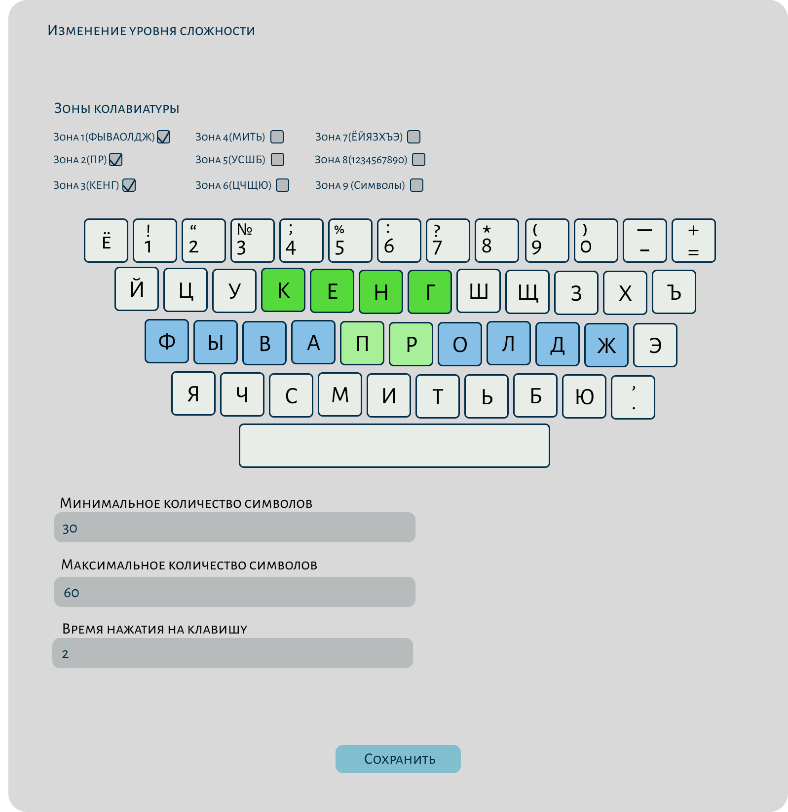 Изменение уровня сложности
Зоны колавиатуры
Зона 1(ФЫВАОЛДЖ) Зона 4(МИТЬ) Зона 7(ЁЙЯЗХЪЭ)
Зона 2(ПР) Зона 5(УСШБ) Зона 8(1234567890)
Зона 3(КЕНГ) Зона 6(ЦЧЩЮ) Зона 9 (Символы)
! “ № ; % : ? * ( ) — +
Ё 1 2 3 4 5 6 7 8 9 0 – =
Й Ц У К Е Н Г Ш Щ З Х Ъ
Ф Ы В А П Р О Л Д Ж Э
Я Ч С М И Т Ь Б Ю , .
Минимальное количество символов
30
Максимальное количество символов
60
Время нажатия на клавишу
2
Сохранить